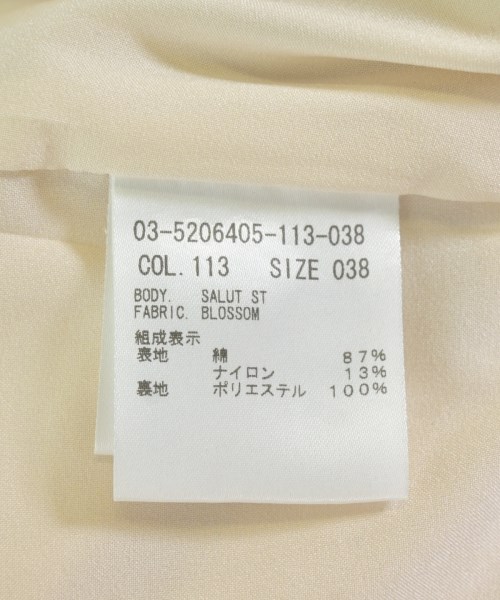 03-5206405-113-038
COL.113 SIZE 038
BODY. SALUT ST
FABRIC. BLOSSOM
組成表示
表地 綿 87%
ナイロン 13%
裏地 ポリエステル 100%